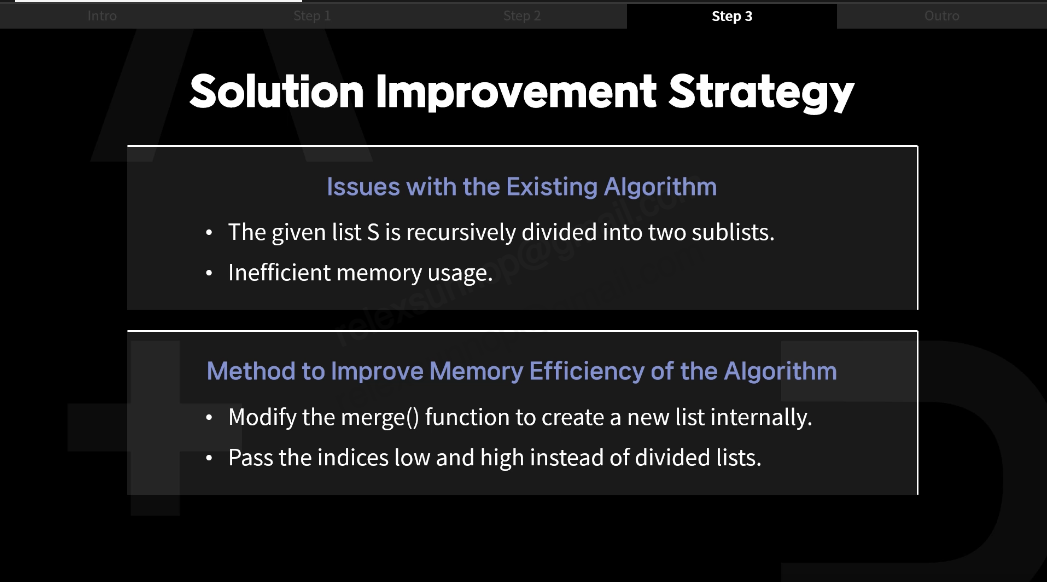 Intro
Step 1
Step 2
Step 3
Outro
Solution Improvement Strategy
Issues with the Existing Algorithm
• The given list S is recursively divided into two sublists.
• Inefficient memory usage.
Method to Improve Memory Efficiency of the Algorithm
• Modify the merge() function to create a new list internally.
• Pass the indices low and high instead of divided lists.